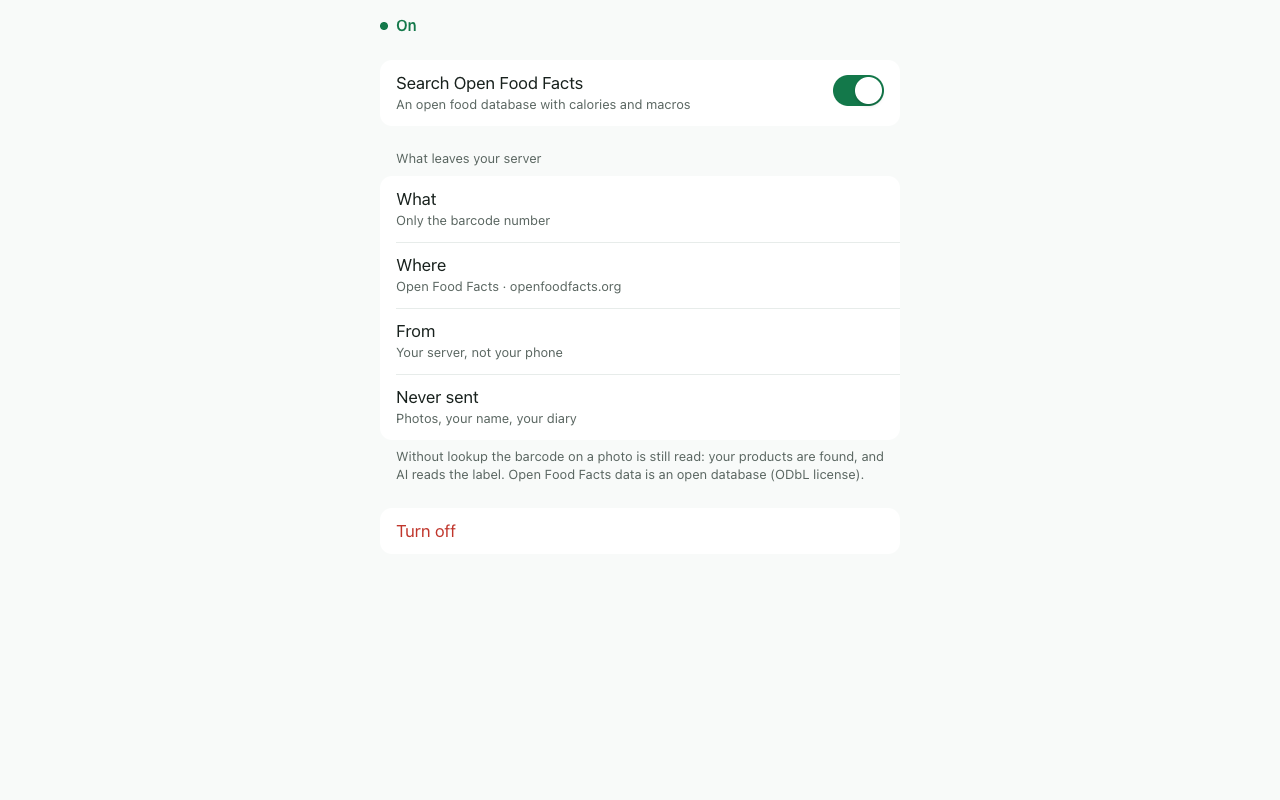 On
Search Open Food Facts
An open food database with calories and macros
What leaves your server
What
Only the barcode number
Where
Open Food Facts · openfoodfacts.org
From
Your server, not your phone
Never sent
Photos, your name, your diary
Without lookup the barcode on a photo is still read: your products are found, and
AI reads the label. Open Food Facts data is an open database (ODbL license).
Turn off